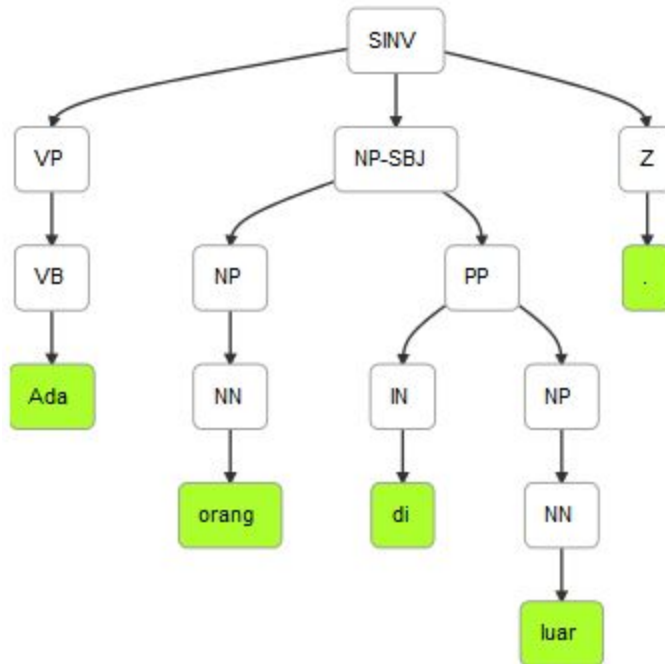 SINV
VP NP-SBJ Z
VB NP PP .
Ada NN IN NP
orang di NN
luar